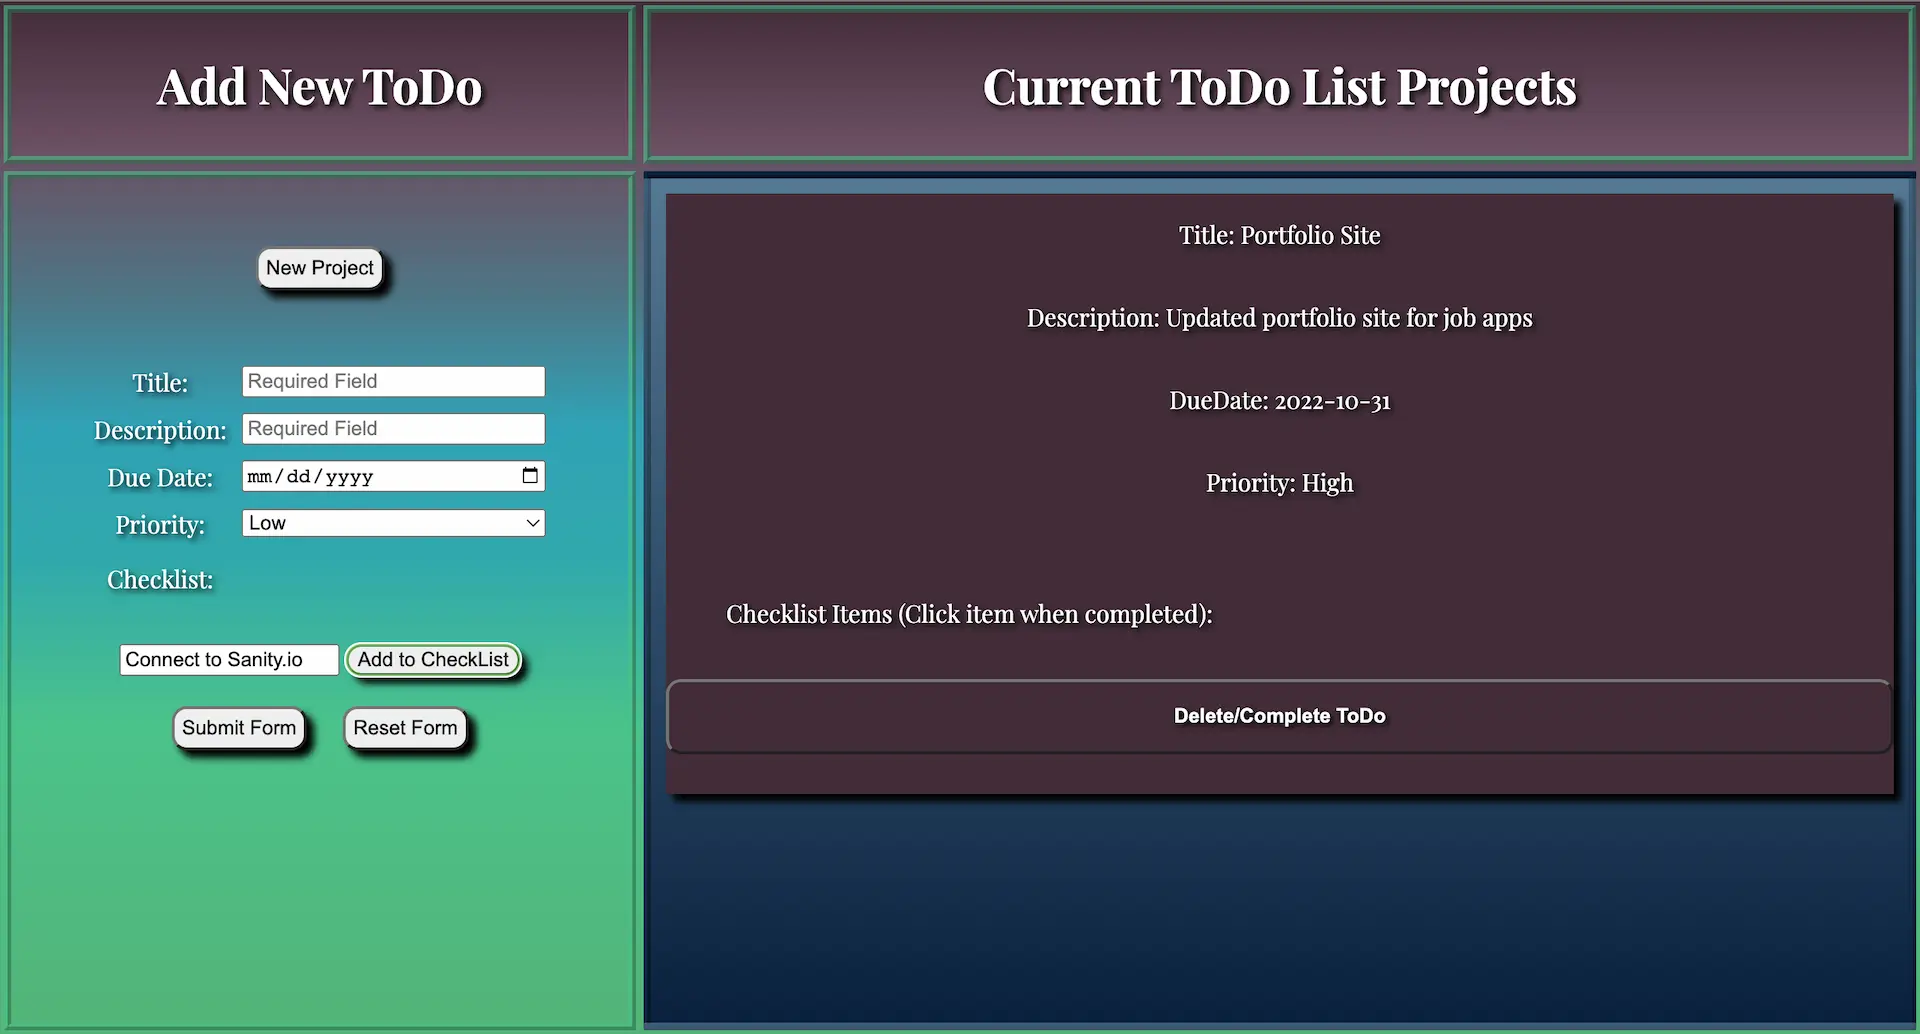 Add New ToDo
Current ToDo List Projects
New Project
Title: Required Field
Description: Required Field
Due Date: mm/dd/yyyy
Priority: Low
Checklist:
Connect to Sanity.io Add to CheckList
Submit Form Reset Form
Title: Portfolio Site
Description: Updated portfolio site for job apps
DueDate: 2022-10-31
Priority: High
Checklist Items (Click item when completed):
Delete/Complete ToDo